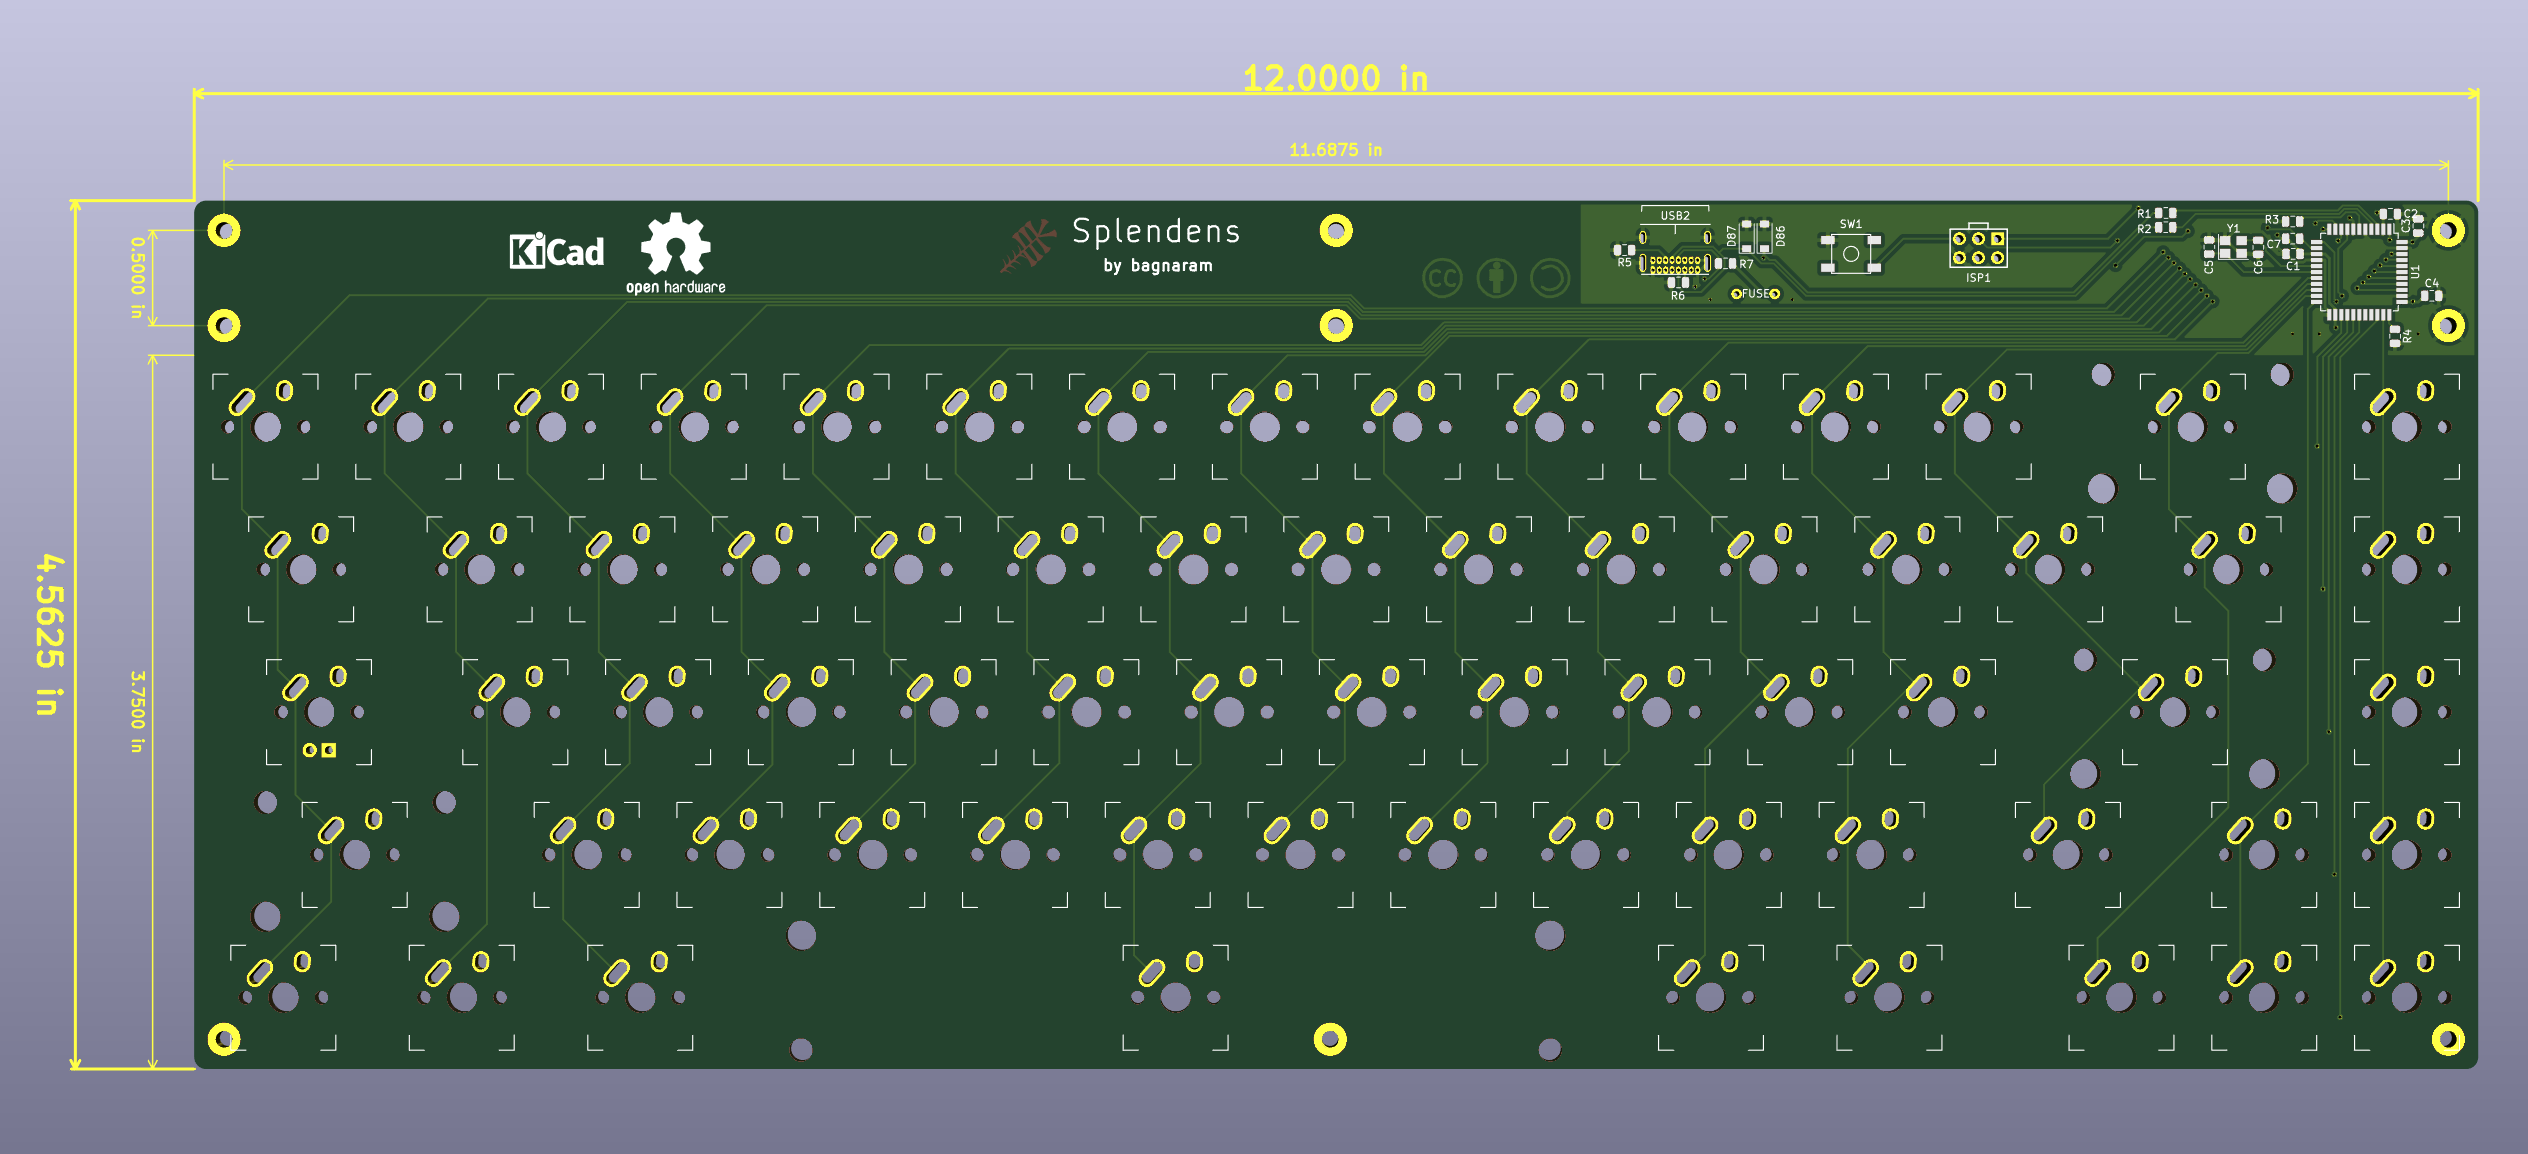 12.0000 in
11.6875 in
4.5625 in
0.5000 in
3.7500 in
KiCad
open hardware
Splendens
by bagnaram
cc
USB2
D87
D86
R5
R7
R6
FUSE
SW1
ISP1
R1
R2
R3
C2
C3
Y1
C7
C5
C6
C1
U1
C4
R4